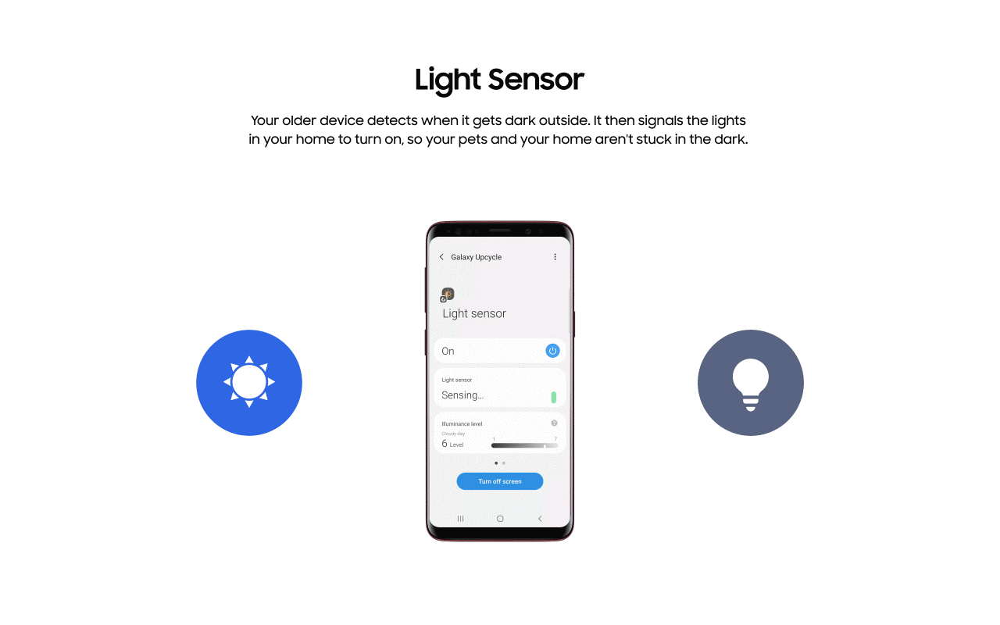 Light Sensor
Your older device detects when it gets dark outside. It then signals the lights
in your home to turn on, so your pets and your home aren't stuck in the dark.
Galaxy Upcycle
Light sensor
On
Light sensor
Sensing...
Illuminance level
?
Cloudy day
1 7
6 Level
Turn off screen